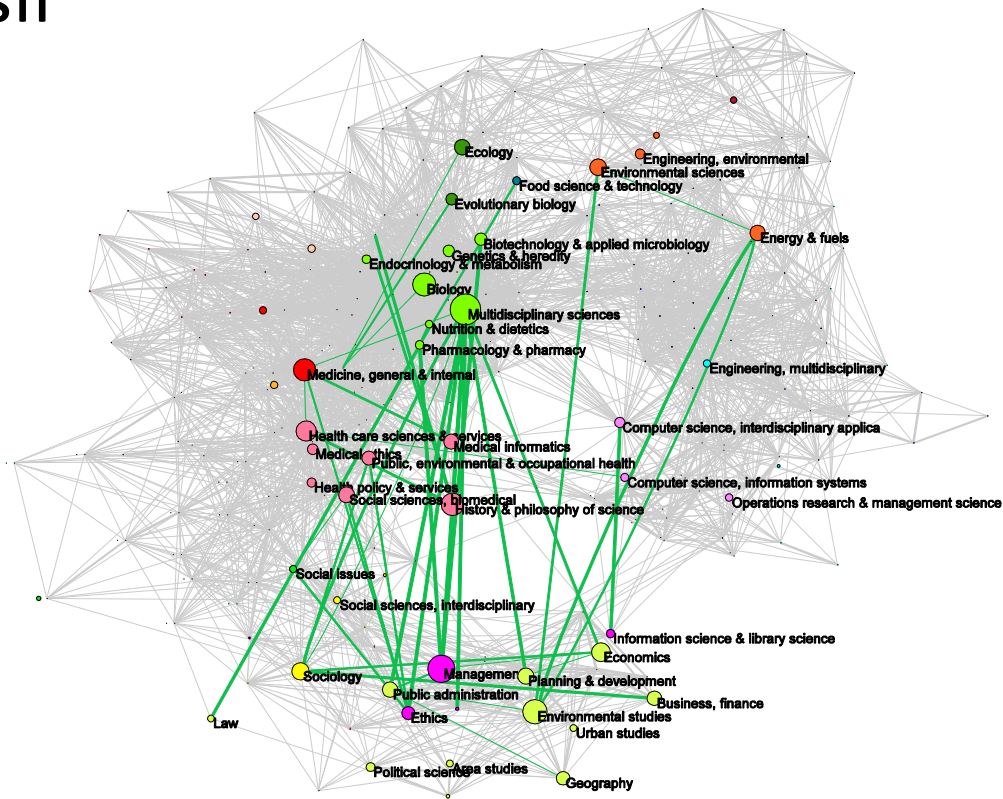 Ecology
Engineering, environmental
Environmental sciences
Food science & technology
Evolutionary biology
Energy & fuels
Biotechnology & applied microbiology
Genetics & heredity
Endocrinology & metabolism
Biology
Multidisciplinary sciences
Nutrition & dietetics
Pharmacology & pharmacy
Engineering, multidisciplinary
Medicine, general & internal
Computer science, interdisciplinary applica
Health care sciences & services
Medical informatics
Medical ethics
Public, environmental & occupational health
Computer science, information systems
Health policy & services
Social sciences, biomedical
Operations research & management science
History & philosophy of science
Social issues
Social sciences, interdisciplinary
Information science & library science
Economics
Sociology
Managemen
Planning & development
Public administration
Business, finance
Ethics
Environmental studies
Law
Urban studies
Political science
Area studies
Geography